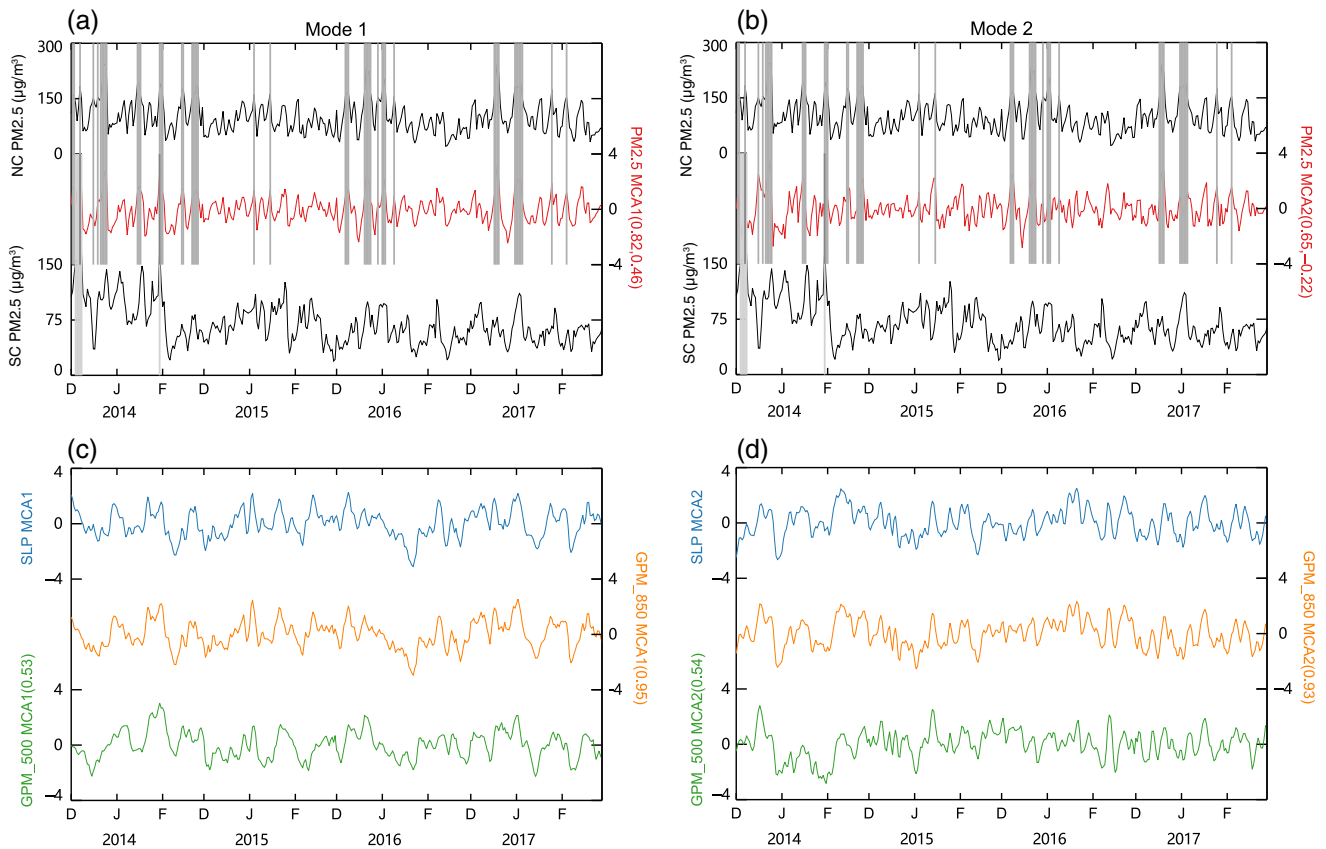 (a)
Mode 1
300
150
0
NC PM2.5 (µg/m³)
4
0
−4
PM2.5 MCA1(0.82,0.46)
150
75
0
SC PM2.5 (µg/m³)
D J F D J F D J F D J F
2014 2015 2016 2017
(b)
Mode 2
300
150
0
NC PM2.5 (µg/m³)
4
0
−4
PM2.5 MCA2(0.65,−0.22)
150
75
0
SC PM2.5 (µg/m³)
D J F D J F D J F D J F
2014 2015 2016 2017
(c)
4
0
−4
SLP MCA1
4
0
−4
GPM_850 MCA1(0.95)
4
0
−4
GPM_500 MCA1(0.53)
D J F D J F D J F D J F
2014 2015 2016 2017
(d)
4
0
−4
SLP MCA2
4
0
−4
GPM_850 MCA2(0.93)
4
0
−4
GPM_500 MCA2(0.54)
D J F D J F D J F D J F
2014 2015 2016 2017